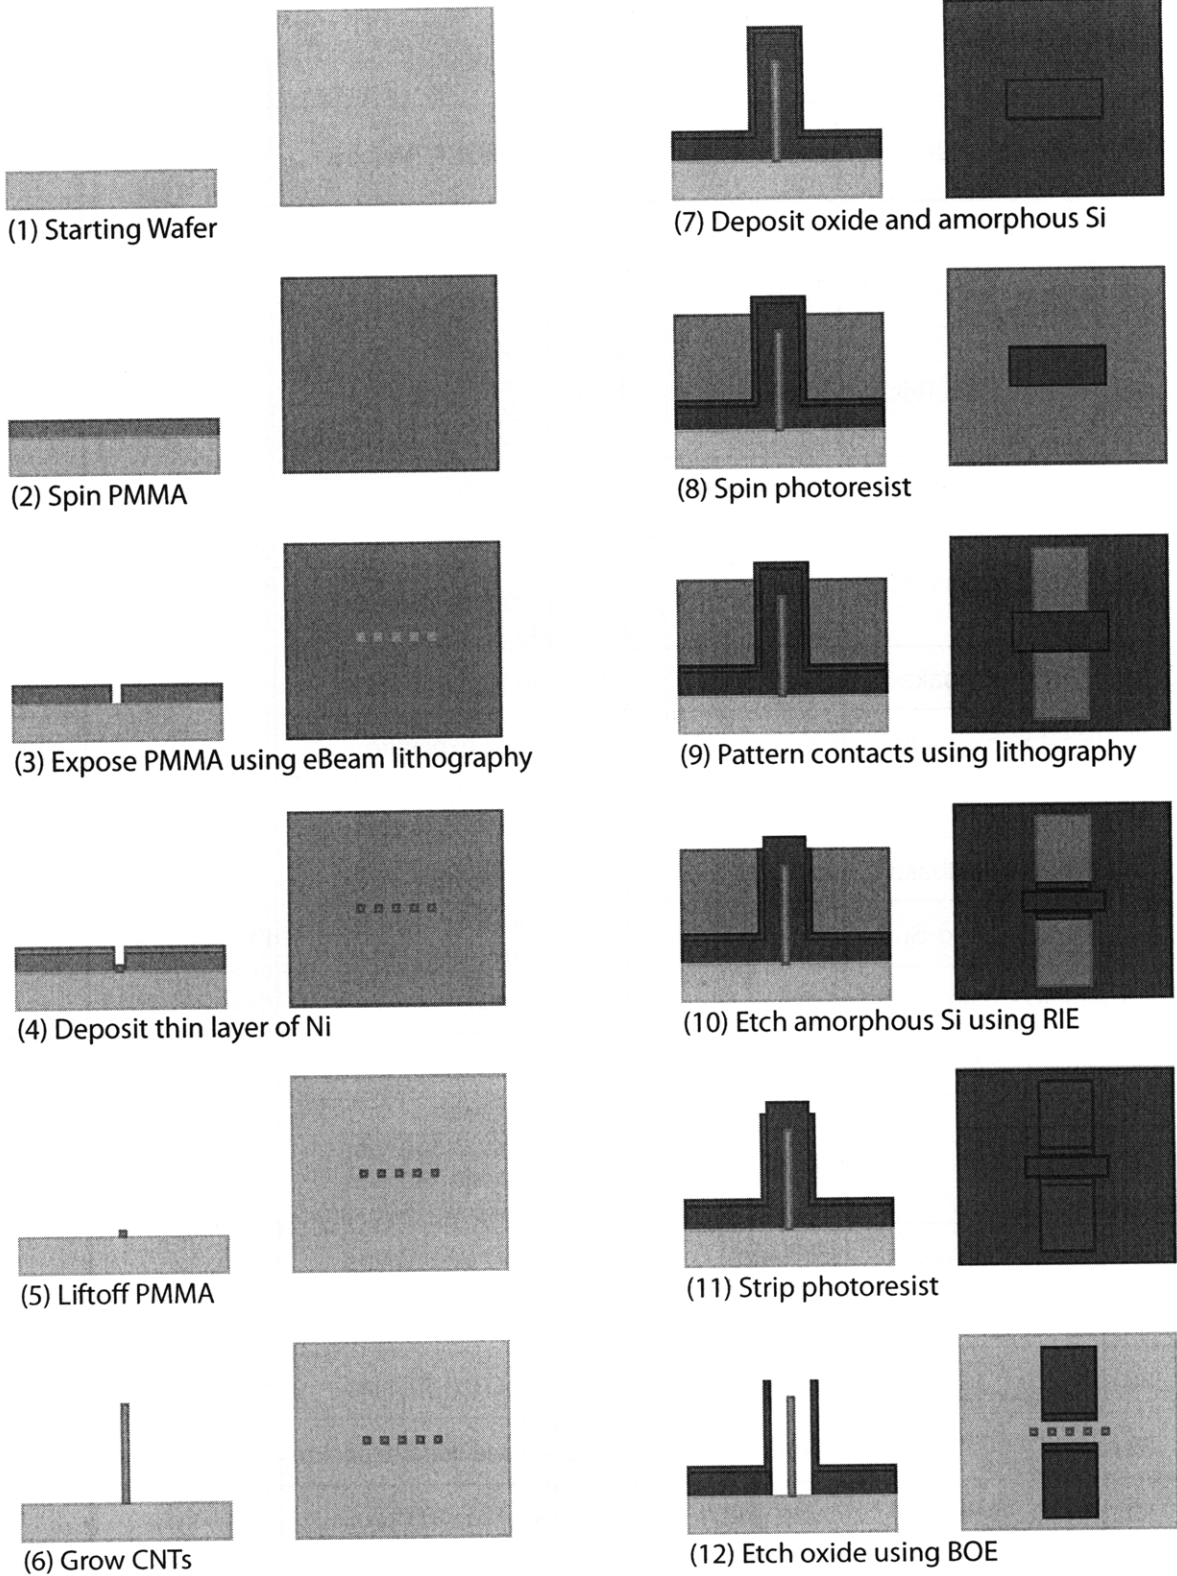 (1) Starting Wafer
(2) Spin PMMA
(3) Expose PMMA using eBeam lithography
(4) Deposit thin layer of Ni
(5) Liftoff PMMA
(6) Grow CNTs
(7) Deposit oxide and amorphous Si
(8) Spin photoresist
(9) Pattern contacts using lithography
(10) Etch amorphous Si using RIE
(11) Strip photoresist
(12) Etch oxide using BOE